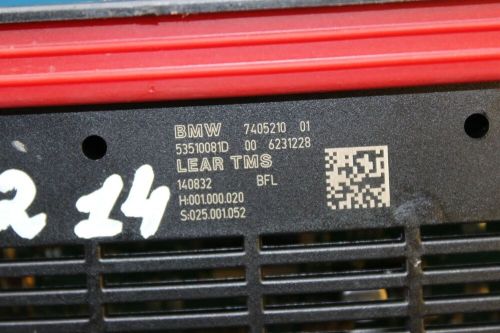 BMW 7405210 01
53510081D 00 6231228
LEAR TMS
140832 BFL
H:001.000.020
S:025.001.052
2 14